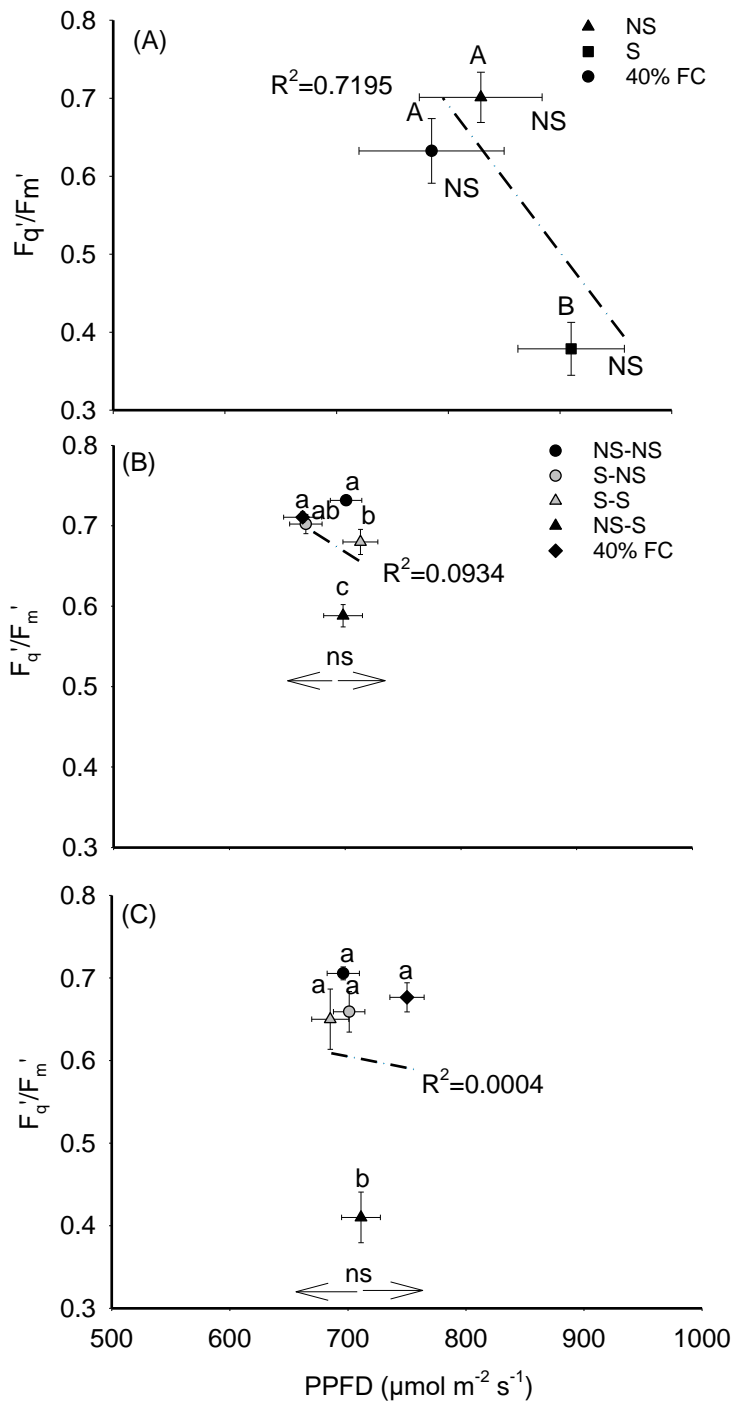 (A)
NS
S
40% FC
R²=0.7195
A
A
NS
NS
B
NS
0.8
0.7
0.6
0.5
0.4
0.3
Fq'/Fm'
(B)
NS-NS
S-NS
S-S
NS-S
40% FC
a
a
ab
b
R²=0.0934
c
ns
0.8
0.7
0.6
0.5
0.4
0.3
Fq'/Fm'
(C)
a
a
a
a
R²=0.0004
b
ns
0.8
0.7
0.6
0.5
0.4
0.3
Fq'/Fm'
500 600 700 800 900 1000
PPFD (µmol m⁻² s⁻¹)